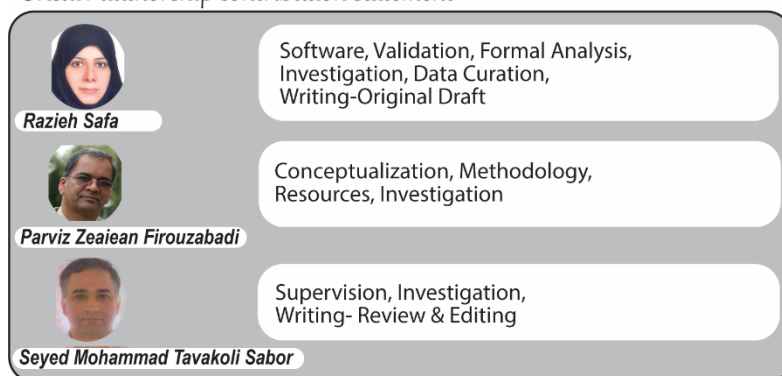 Software, Validation, Formal Analysis,
Investigation, Data Curation,
Writing-Original Draft
Razieh Safa
Conceptualization, Methodology,
Resources, Investigation
Parviz Zeaiean Firouzabadi
Supervision, Investigation,
Writing- Review & Editing
Seyed Mohammad Tavakoli Sabor